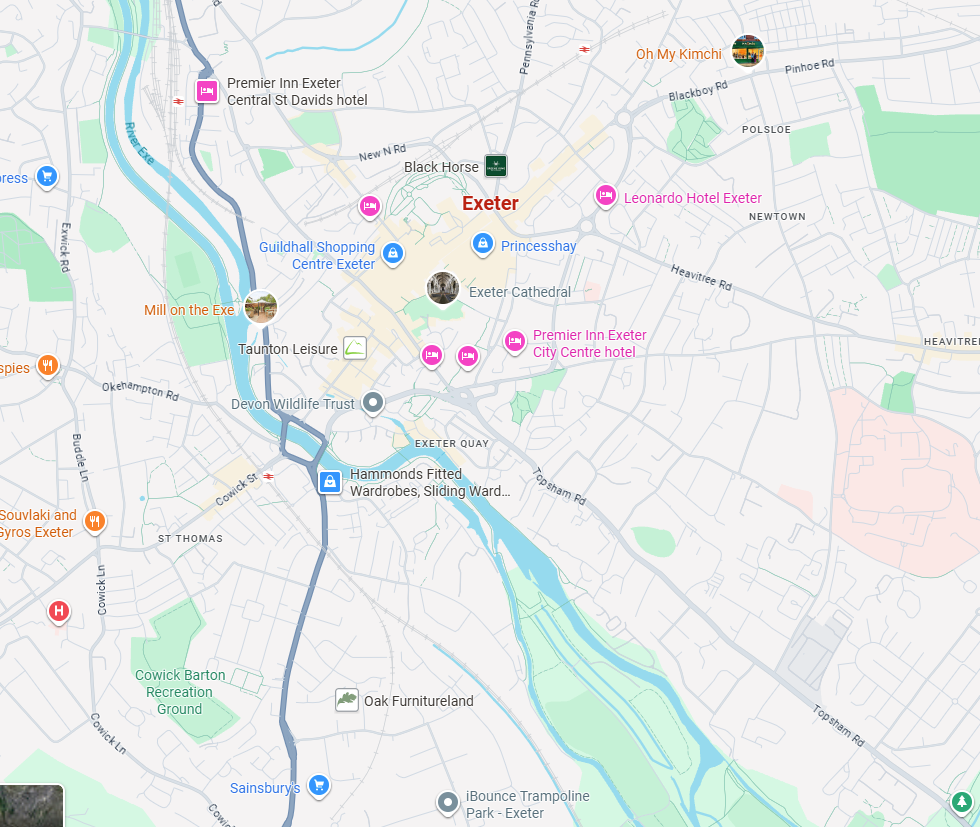 Pennsylvania Rd
Oh My Kimchi
Pinhoe Rd
Blackboy Rd
Premier Inn Exeter
Central St Davids hotel
River Exe
POLSLOE
New N Rd
Black Horse
ress
Exeter
Leonardo Hotel Exeter
NEWTOWN
Exwick Rd
Guildhall Shopping
Centre Exeter
Princesshay
Heavitree Rd
Exeter Cathedral
Mill on the Exe
Taunton Leisure
Premier Inn Exeter
City Centre hotel
HEAVITREE
spies
Okehampton Rd
Devon Wildlife Trust
EXETER QUAY
Buddle Ln
Hammonds Fitted
Wardrobes, Sliding Ward...
Cowick St
Topsham Rd
Souvlaki and
Gyros Exeter
ST THOMAS
Cowick Ln
H
Cowick Barton
Recreation
Ground
Oak Furnitureland
Topsham Rd
Cowick Ln
Sainsbury's
iBounce Trampoline
Park - Exeter